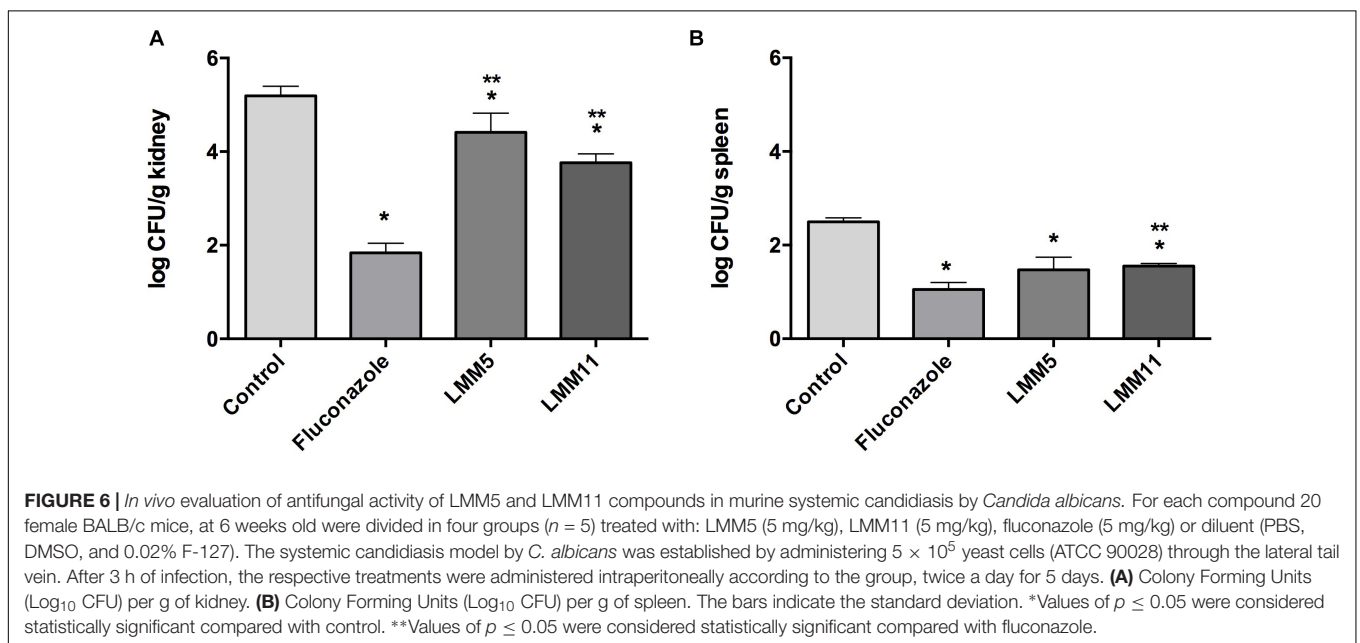 A
log CFU/g kidney
6
4
2
0
**
*
**
*
*
Control
Fluconazole
LMM5
LMM11
B
log CFU/g spleen
6
4
2
0
*
*
**
*
Control
Fluconazole
LMM5
LMM11
FIGURE 6 | In vivo evaluation of antifungal activity of LMM5 and LMM11 compounds in murine systemic candidiasis by Candida albicans. For each compound 20
female BALB/c mice, at 6 weeks old were divided in four groups (n = 5) treated with: LMM5 (5 mg/kg), LMM11 (5 mg/kg), fluconazole (5 mg/kg) or diluent (PBS,
DMSO, and 0.02% F-127). The systemic candidiasis model by C. albicans was established by administering 5 × 10⁵ yeast cells (ATCC 90028) through the lateral tail
vein. After 3 h of infection, the respective treatments were administered intraperitoneally according to the group, twice a day for 5 days. (A) Colony Forming Units
(Log₁₀ CFU) per g of kidney. (B) Colony Forming Units (Log₁₀ CFU) per g of spleen. The bars indicate the standard deviation. *Values of p ≤ 0.05 were considered
statistically significant compared with control. **Values of p ≤ 0.05 were considered statistically significant compared with fluconazole.